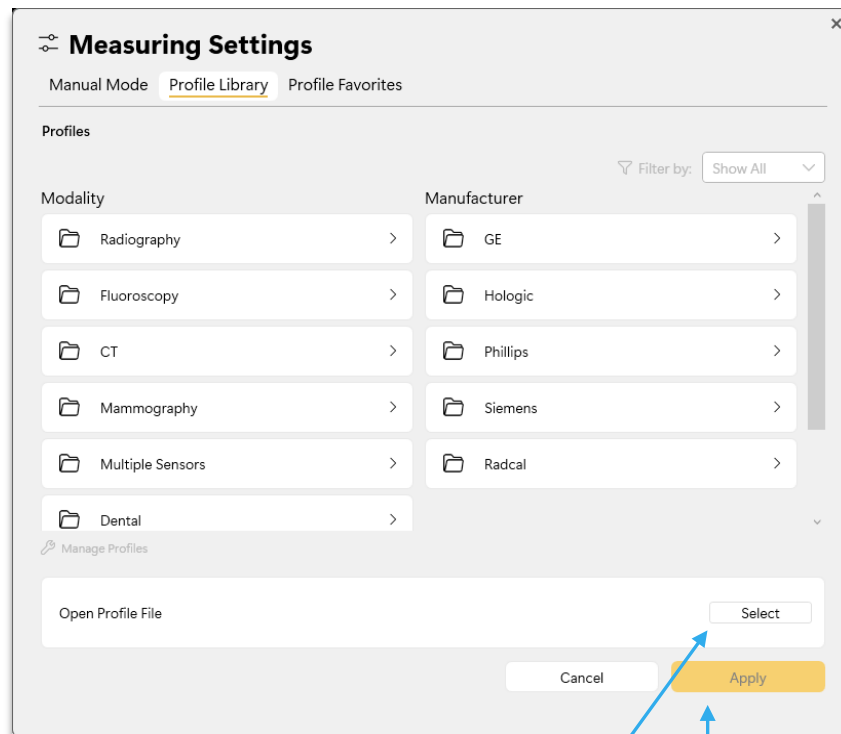 Measuring Settings
Manual Mode Profile Library Profile Favorites
Profiles
Filter by: Show All
Modality
Radiography
Fluoroscopy
CT
Mammography
Multiple Sensors
Dental
Manufacturer
GE
Hologic
Phillips
Siemens
Radcal
Manage Profiles
Open Profile File Select
Cancel Apply